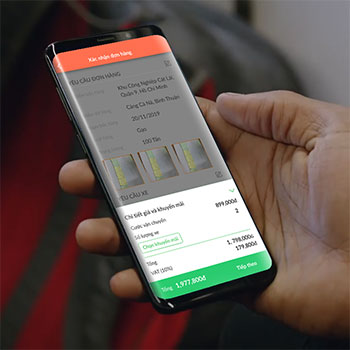 Xác nhận đơn hàng
YÊU CẦU ĐƠN HÀNG
Khu Công Nghiệp Cát Lái,
Quận 9, Hồ Chí Minh
Cảng Cà Ná, Bình Thuận
20/11/2019
Gạo
100 Tấn
YÊU CẦU XE
Chi tiết giá và khuyến mãi
Cước vận chuyển 899,000đ
Số lượng xe 2
Chọn khuyến mãi
Tổng 1,798,000đ
VAT (10%) 179,800đ
Tổng 1,977,800đ Tiếp theo